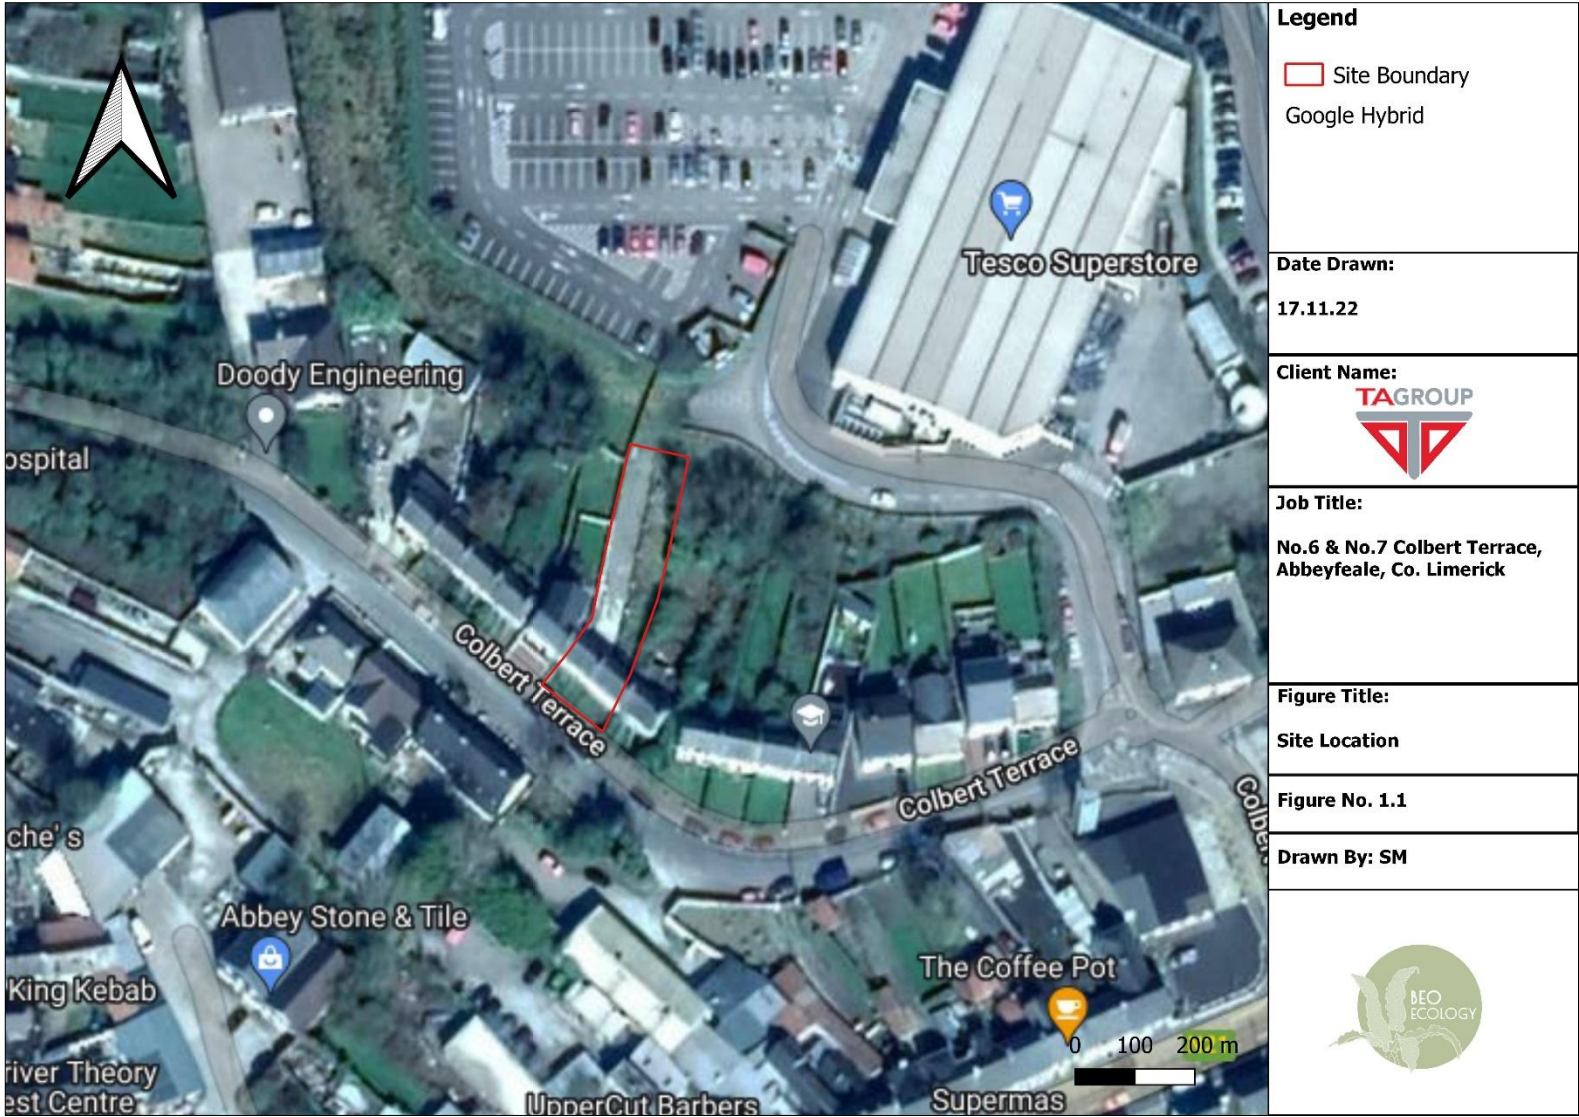 Tesco Superstore
Doody Engineering
ospital
Colbert Terrace
Colbert Terrace
Colbe
che's
Abbey Stone & Tile
King Kebab
The Coffee Pot
river Theory
est Centre
UpperCut Barbers
Supermas
0 100 200 m
Legend
Site Boundary
Google Hybrid
Date Drawn:
17.11.22
Client Name:
TAGROUP
Job Title:
No.6 & No.7 Colbert Terrace,
Abbeyfeale, Co. Limerick
Figure Title:
Site Location
Figure No. 1.1
Drawn By: SM
BEO
ECOLOGY